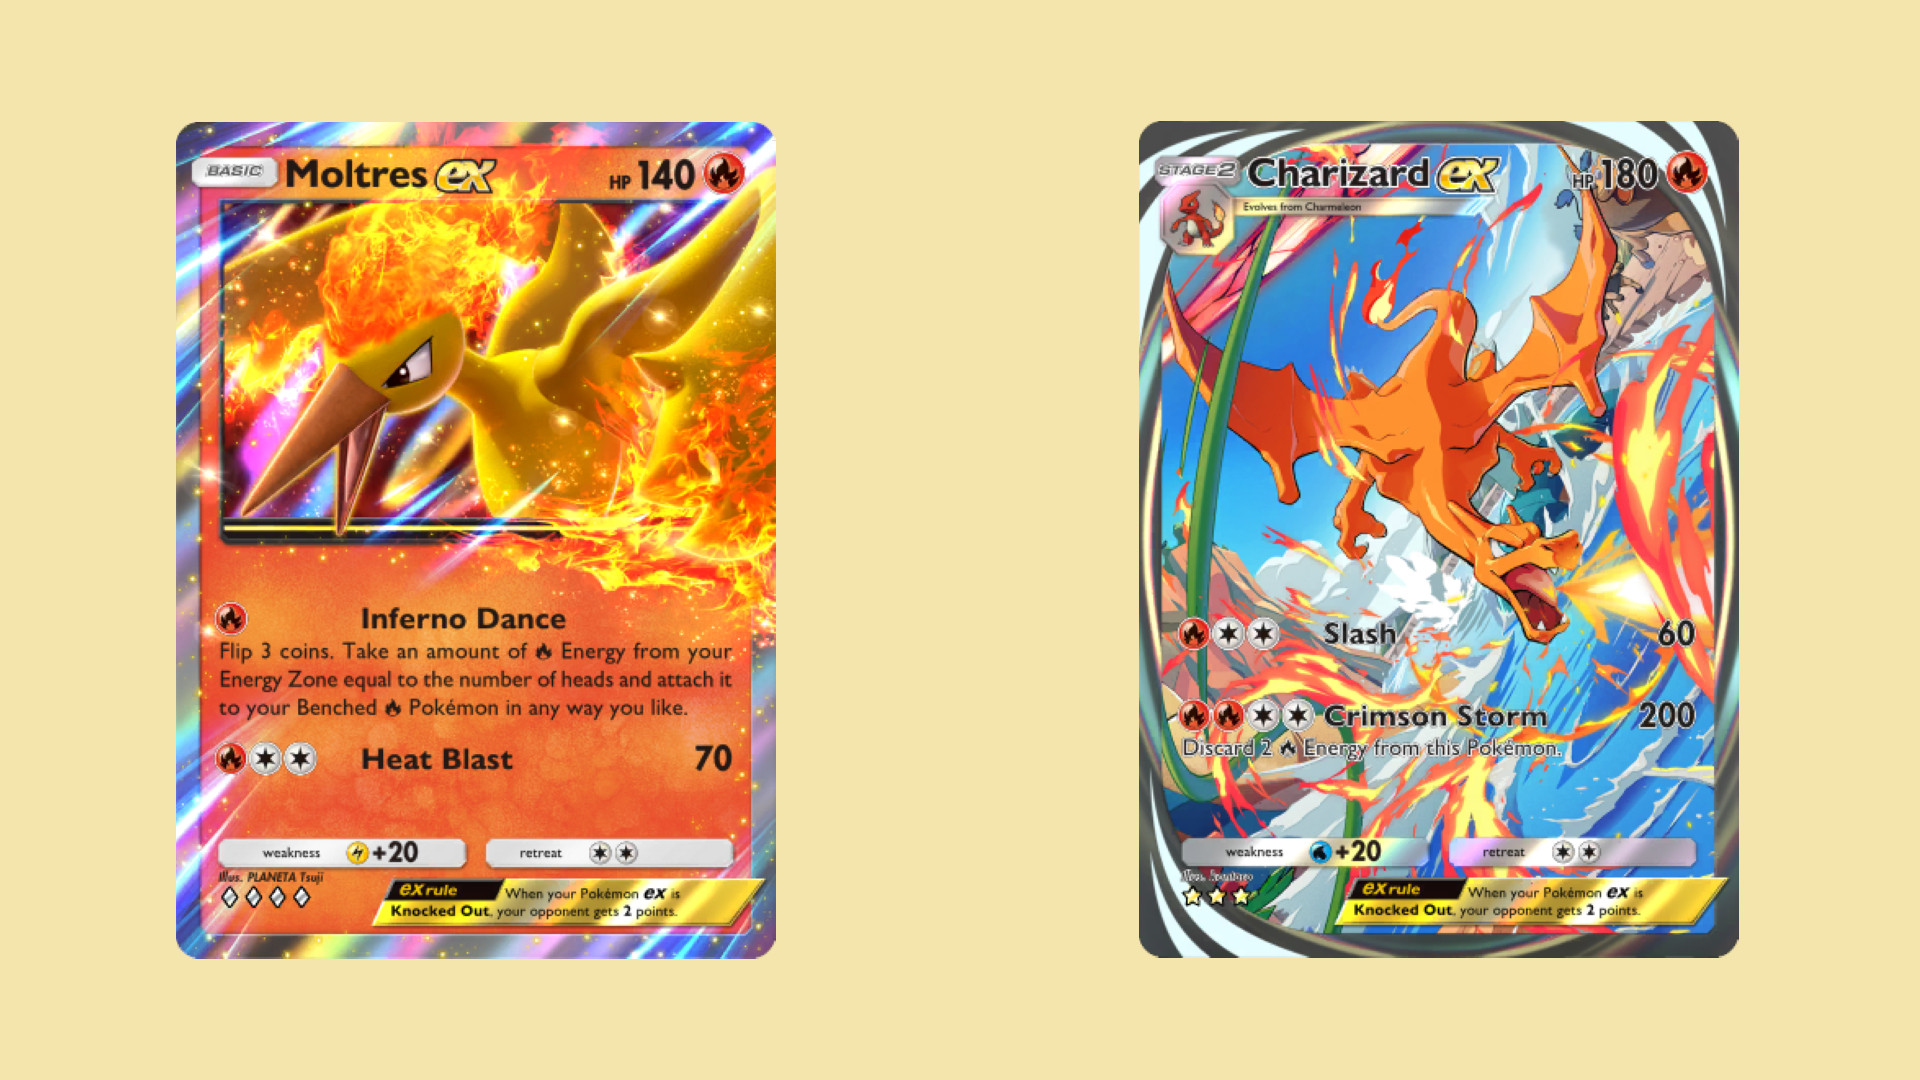 BASIC Moltres ex HP 140
Inferno Dance
Flip 3 coins. Take an amount of Energy from your
Energy Zone equal to the number of heads and attach it
to your Benched Pokémon in any way you like.
Heat Blast 70
weakness +20 retreat
Illus. PLANETA Tsuji
ex rule When your Pokémon ex is
Knocked Out, your opponent gets 2 points.
STAGE2 Charizard ex HP 180
Evolves from Charmeleon
Slash 60
Crimson Storm 200
Discard 2 Energy from this Pokémon.
weakness +20 retreat
Illus.
ex rule When your Pokémon ex is
Knocked Out, your opponent gets 2 points.